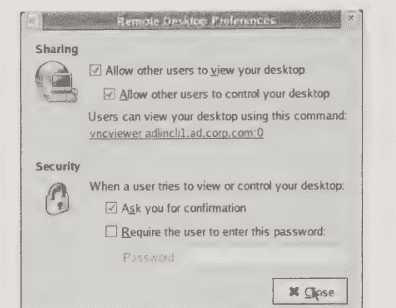 Remote Desktop Preferences
Sharing
Allow other users to view your desktop
Allow other users to control your desktop
Users can view your desktop using this command:
vncviewer adlincli1.ad.corp.com:0
Security
When a user tries to view or control your desktop:
Ask you for confirmation
Require the user to enter this password:
Password
Close